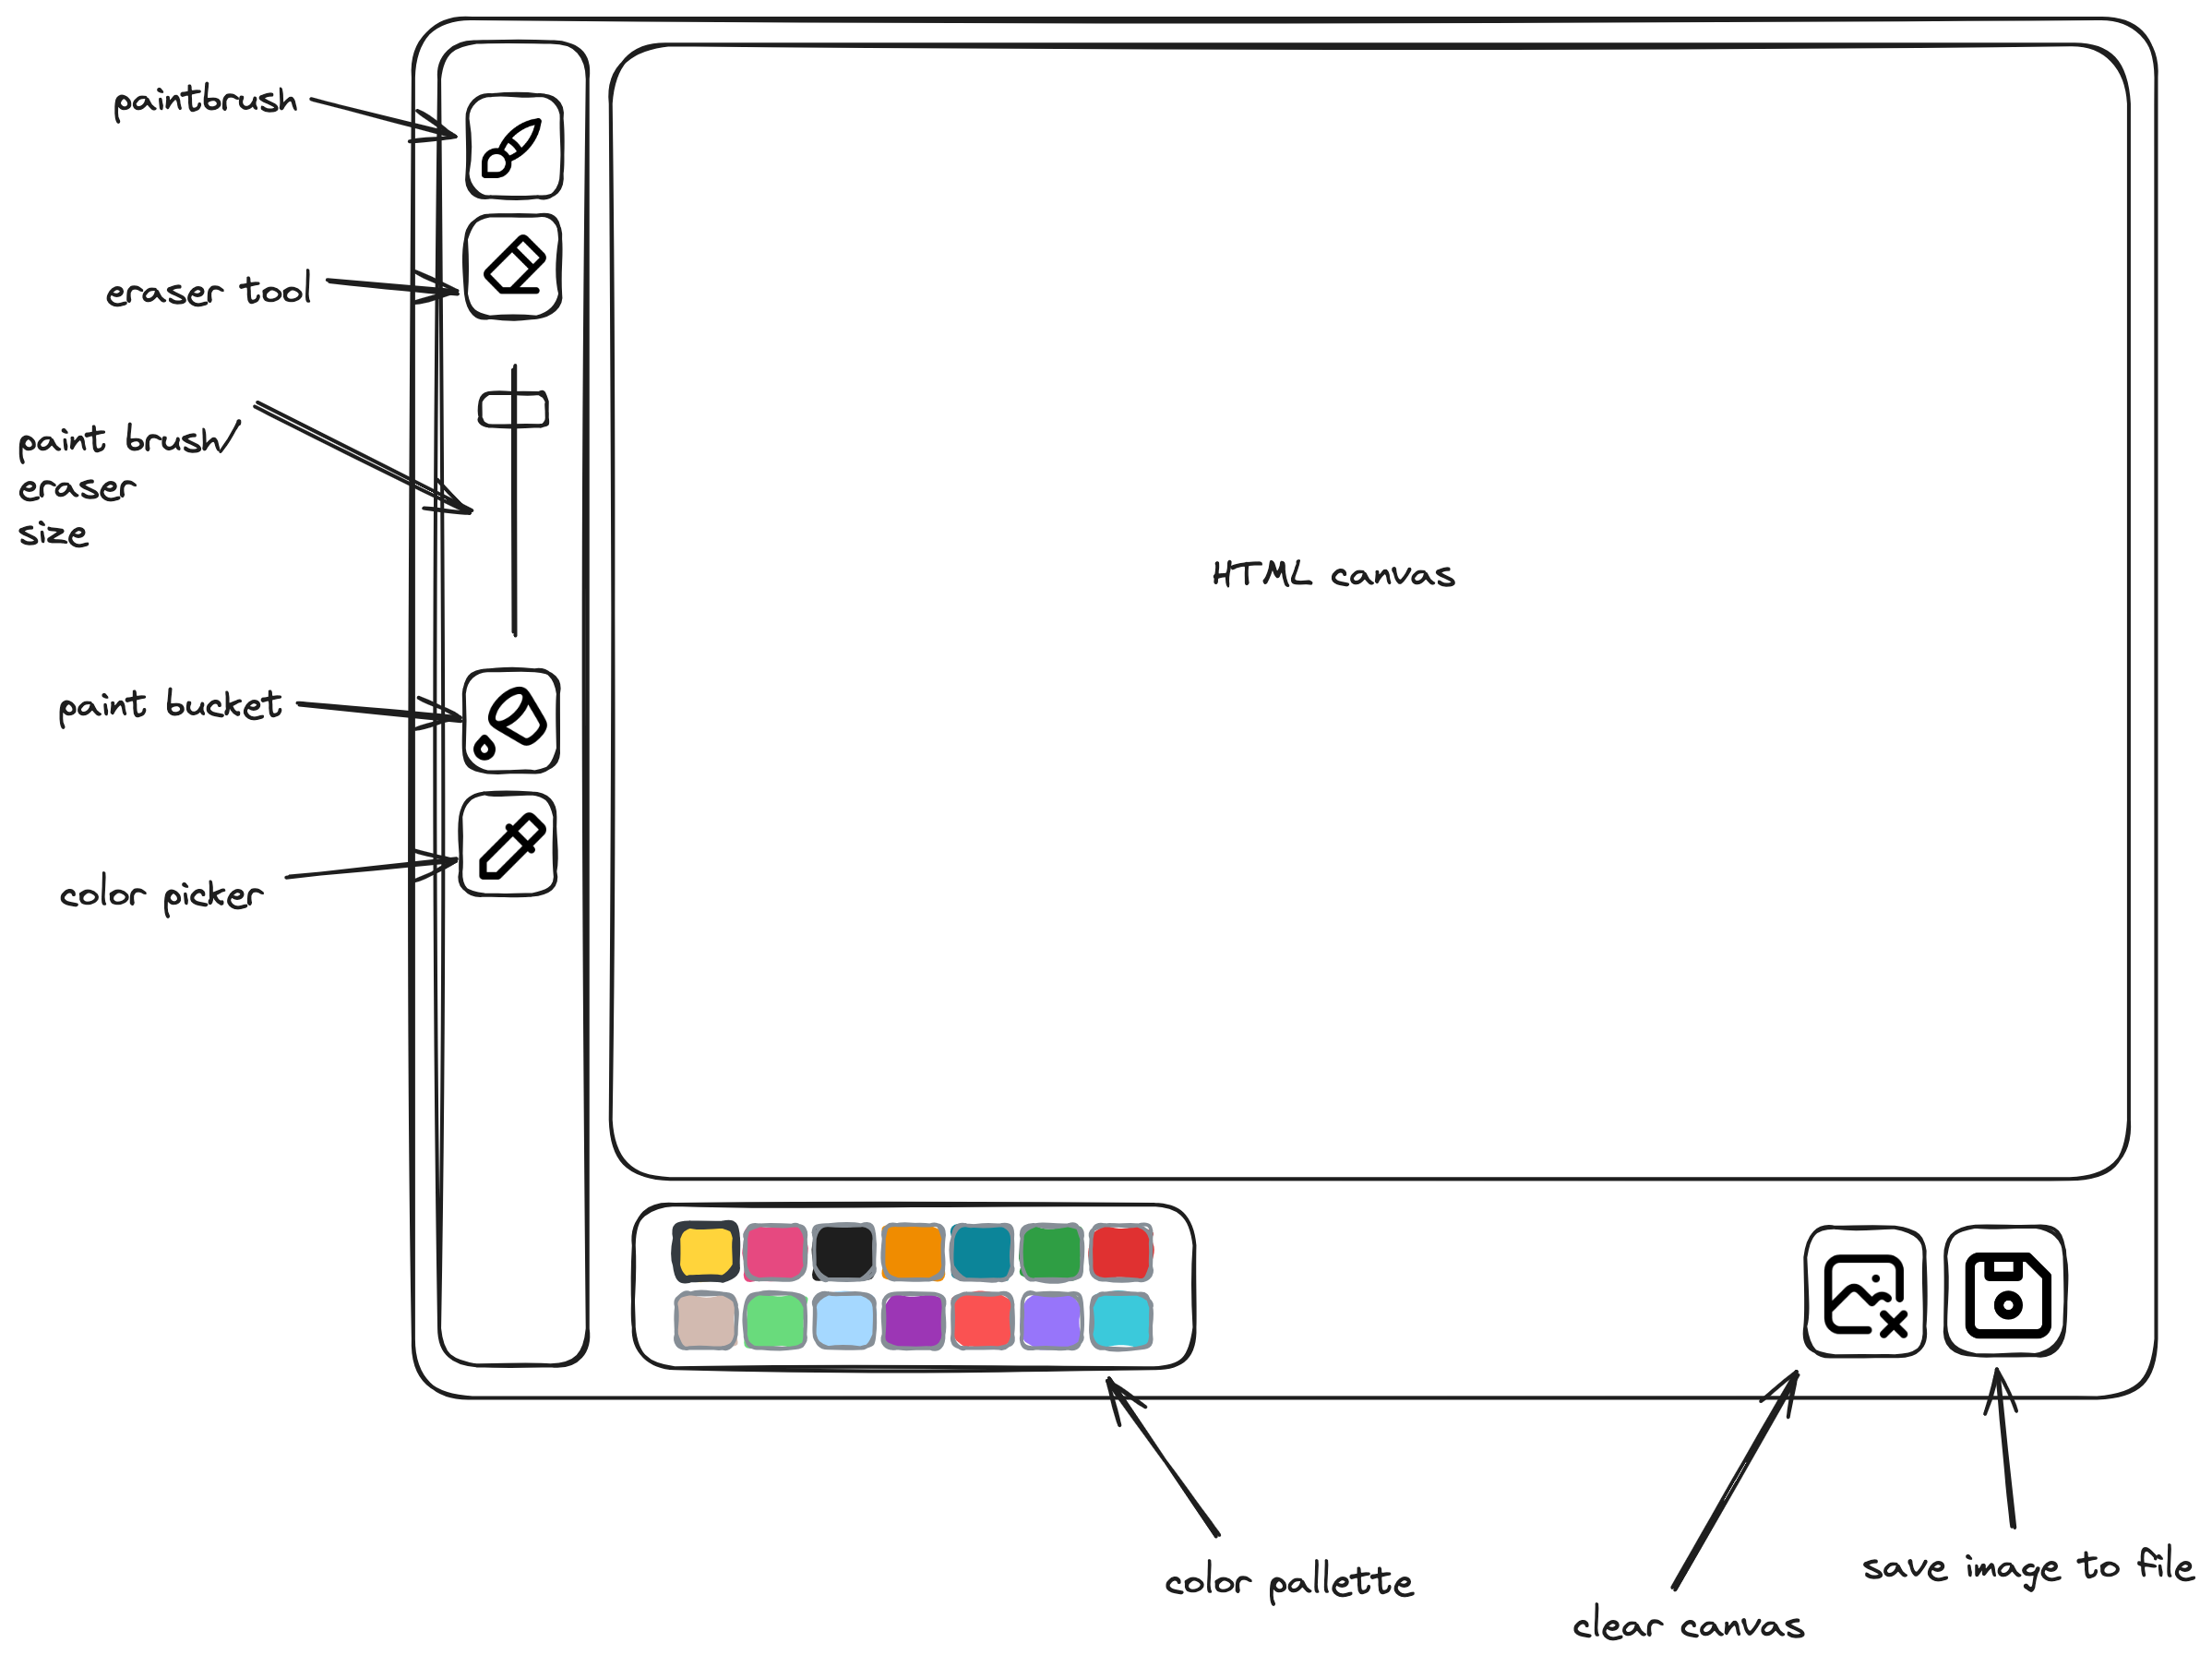 paintbrush
eraser tool
paint brush/
eraser
size
HTML canvas
paint bucket
color picker
color pallette
save image to file
clear canvas